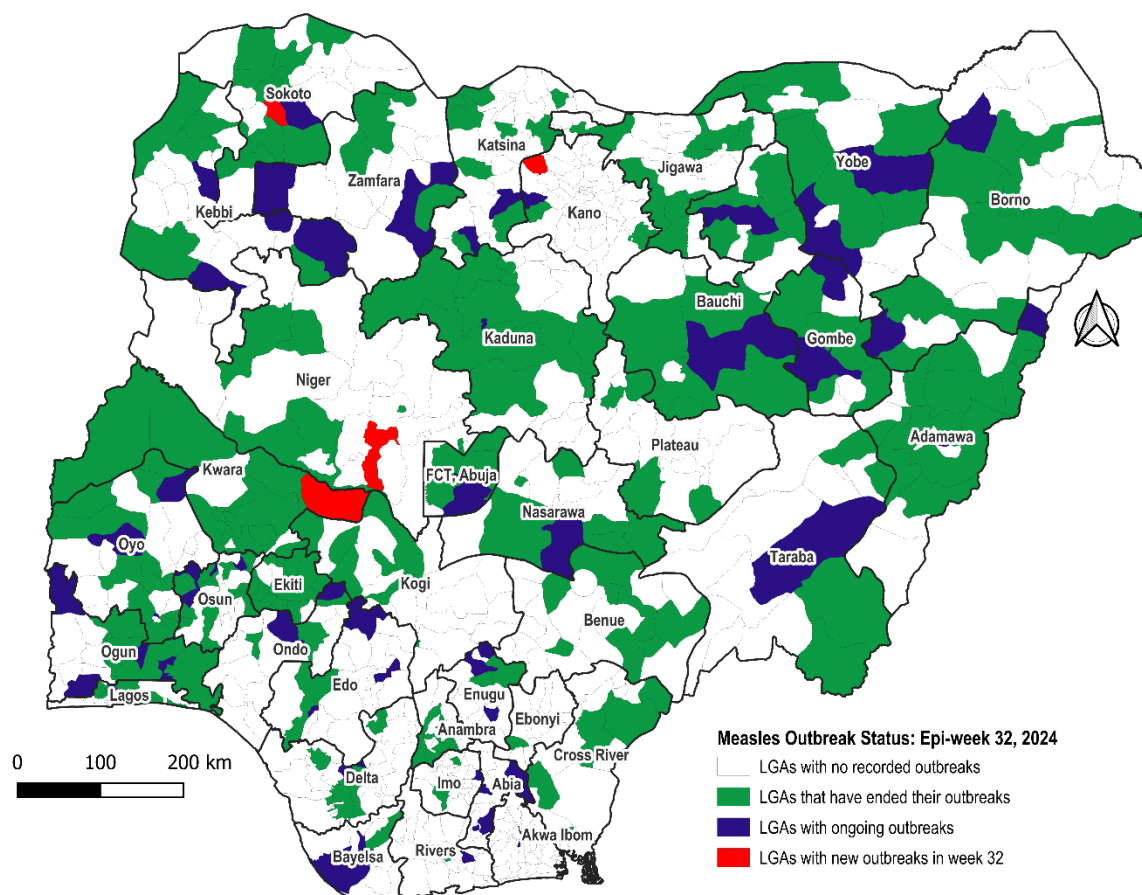 Sokoto
Katsina
Zamfara
Kebbi
Kano
Jigawa
Yobe
Borno
Bauchi
Gombe
Kaduna
Niger
Adamawa
Plateau
FCT, Abuja
Kwara
Nasarawa
Taraba
Oyo
Osun
Ekiti
Kogi
Benue
Ogun
Ondo
Lagos
Edo
Enugu
Ebonyi
Anambra
Cross River
Delta
Imo
Abia
Akwa Ibom
Bayelsa
Rivers
0 100 200 km
Measles Outbreak Status: Epi-week 32, 2024
LGAs with no recorded outbreaks
LGAs that have ended their outbreaks
LGAs with ongoing outbreaks
LGAs with new outbreaks in week 32